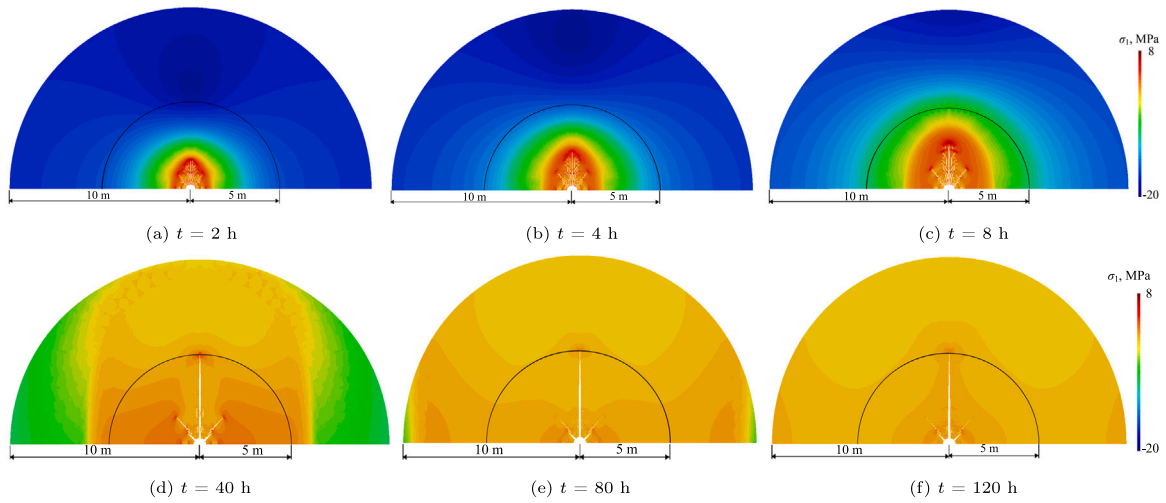 σ₁, MPa
8
-20
10 m
5 m
10 m
5 m
10 m
5 m
(a) t = 2 h
(b) t = 4 h
(c) t = 8 h
σ₁, MPa
8
-20
10 m
5 m
10 m
5 m
10 m
5 m
(d) t = 40 h
(e) t = 80 h
(f) t = 120 h